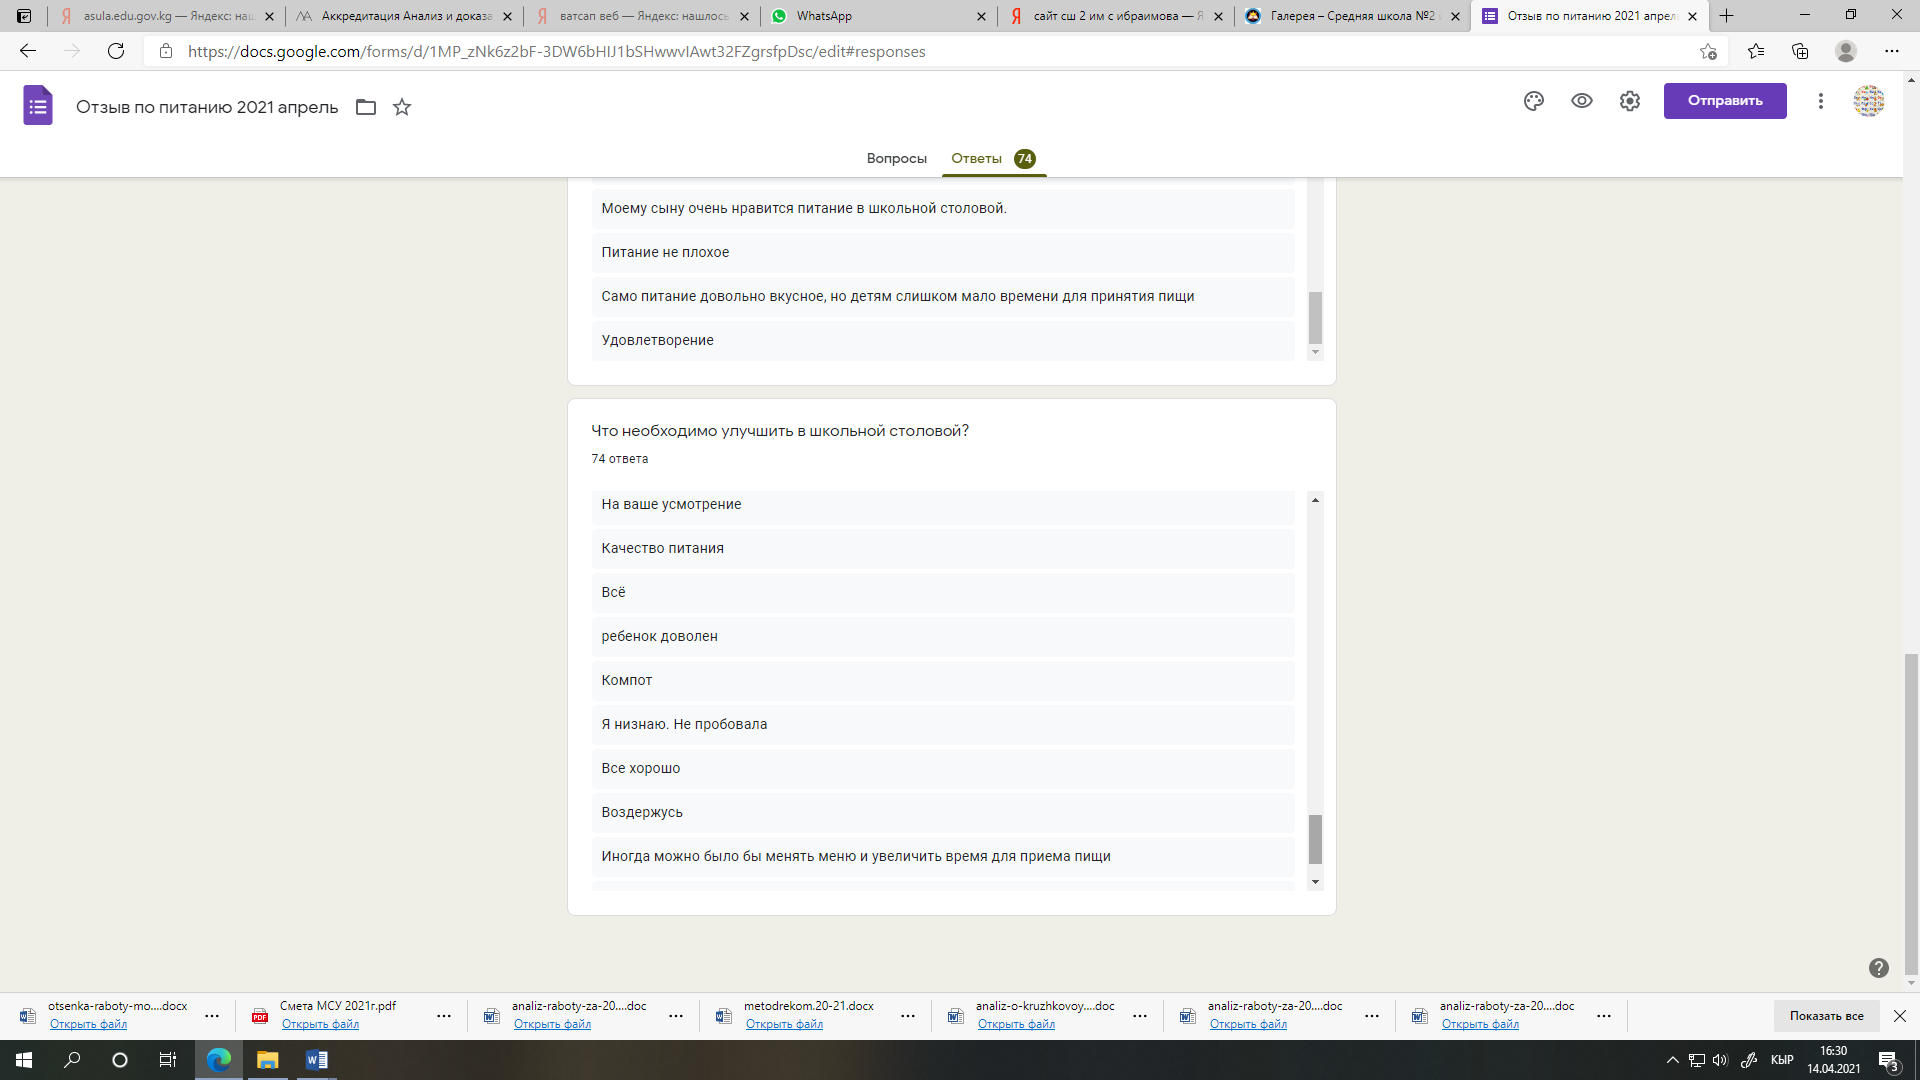 asula.edu.gov.kg — Яндекс: наш
Аккредитация Анализ и доказа
ватсап веб — Яндекс: нашлось
WhatsApp
сайт сш 2 им с ибраимова — Я
Галерея – Средняя школа №2
Отзыв по питанию 2021 апрел
https://docs.google.com/forms/d/1MP_zNk6z2bF-3DW6bHIJ1bSHwwvIAwt32FZgrsfpDsc/edit#responses
Отзыв по питанию 2021 апрель
Отправить
Вопросы
Ответы 74
Моему сыну очень нравится питание в школьной столовой.
Питание не плохое
Само питание довольно вкусное, но детям слишком мало времени для принятия пищи
Удовлетворение
Что необходимо улучшить в школьной столовой?
74 ответа
На ваше усмотрение
Качество питания
Всё
ребенок доволен
Компот
Я низнаю. Не пробовала
Все хорошо
Воздержусь
Иногда можно было бы менять меню и увеличить время для приема пищи
otsenka-raboty-mo....docx
Открыть файл
Смета МСУ 2021г.pdf
Открыть файл
analiz-raboty-za-20....doc
Открыть файл
metodrekom.20-21.docx
Открыть файл
analiz-o-kruzhkovoy....doc
Открыть файл
analiz-raboty-za-20....doc
Открыть файл
analiz-raboty-za-20....doc
Открыть файл
Показать все
КЫР
16:30
14.04.2021
3